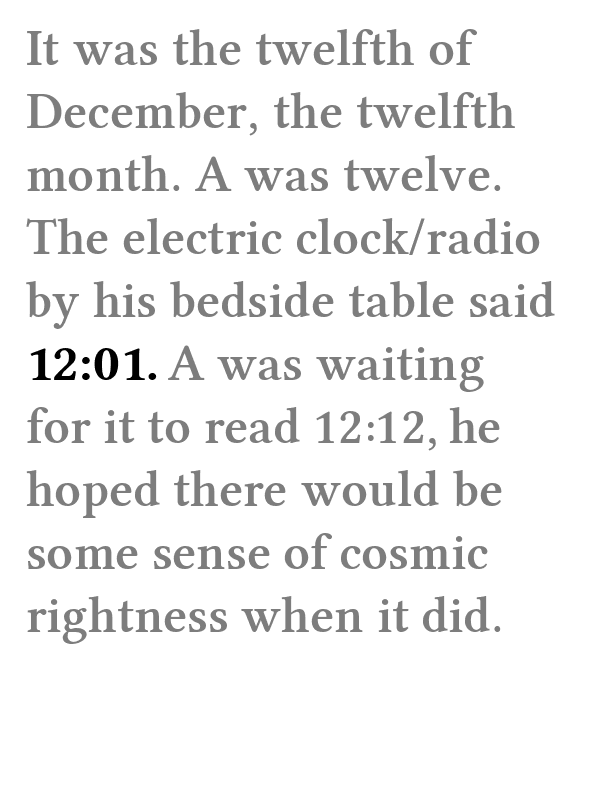 It was the twelfth of
December, the twelfth
month. A was twelve.
The electric clock/radio
by his bedside table said
12:01. A was waiting
for it to read 12:12, he
hoped there would be
some sense of cosmic
rightness when it did.